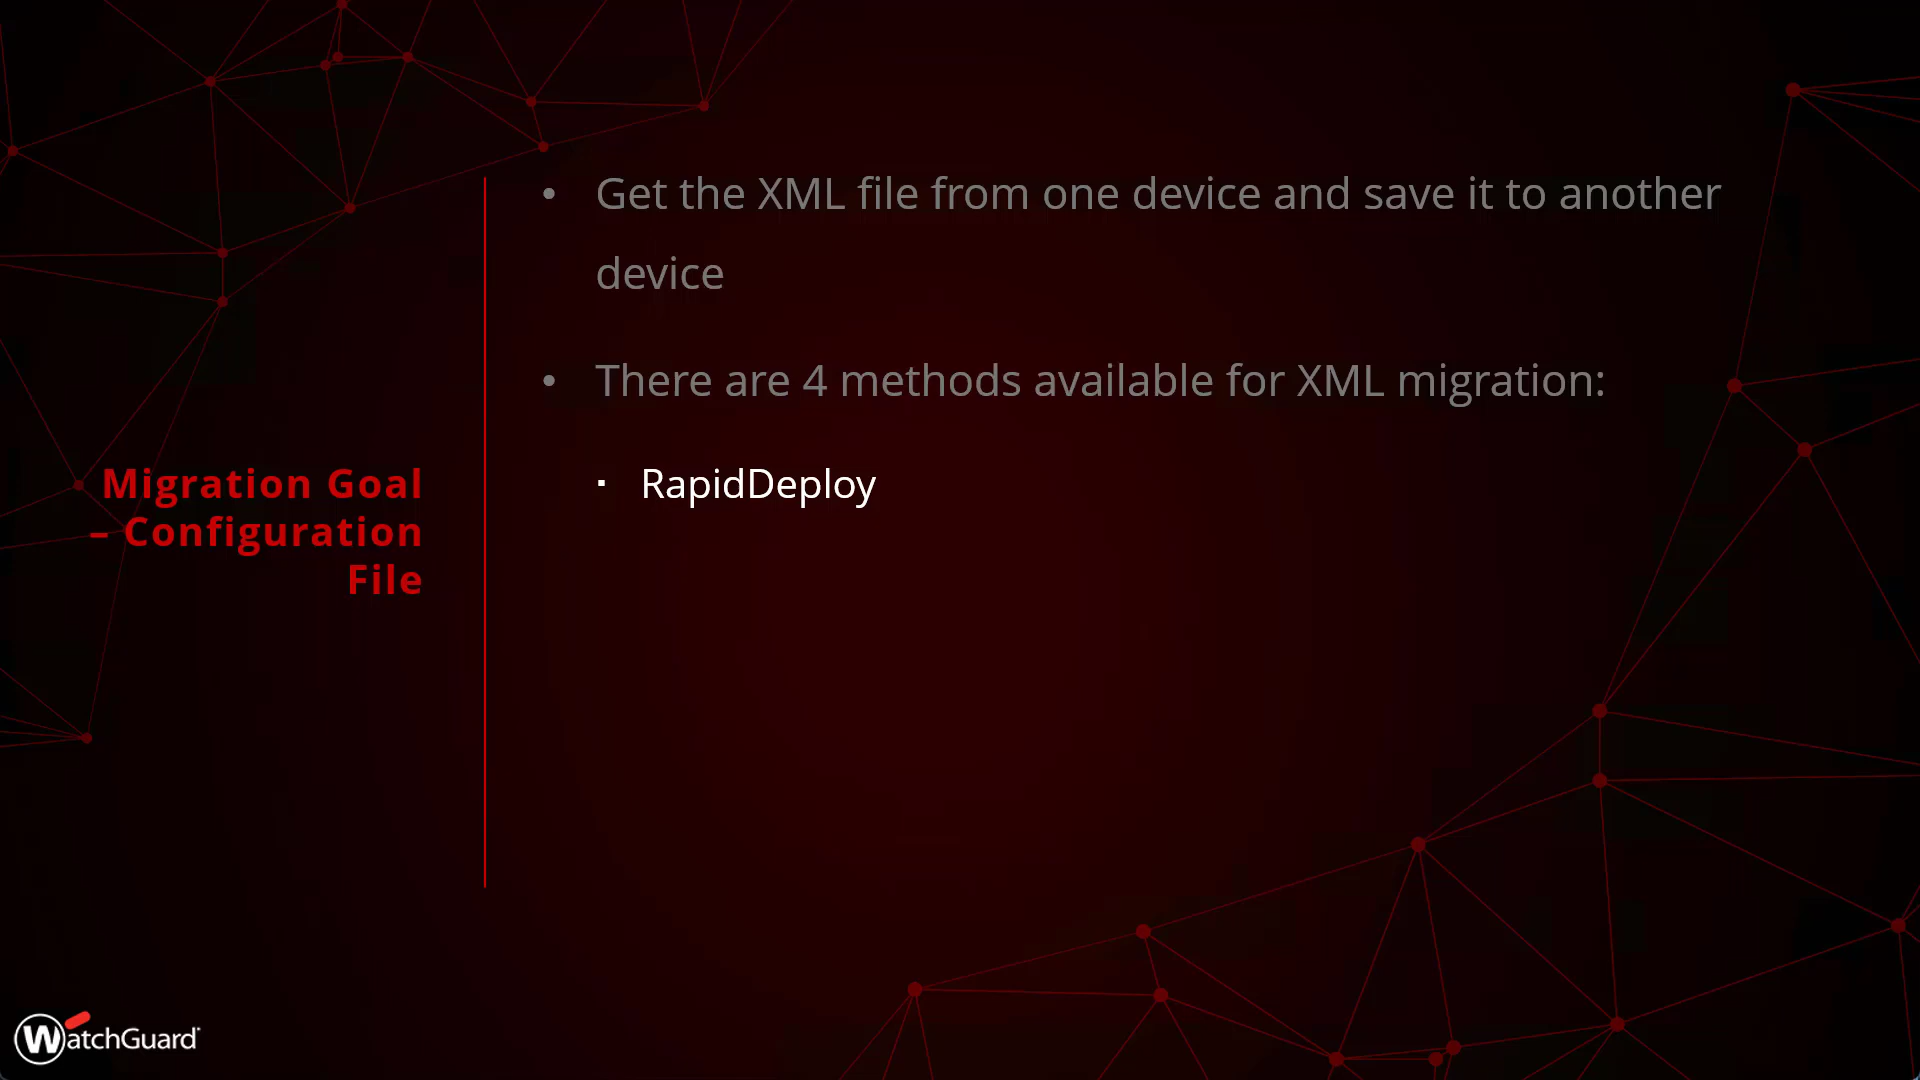 Get the XML file from one device and save it to another
device
There are 4 methods available for XML migration:
RapidDeploy
Migration Goal
– Configuration
File
WatchGuard